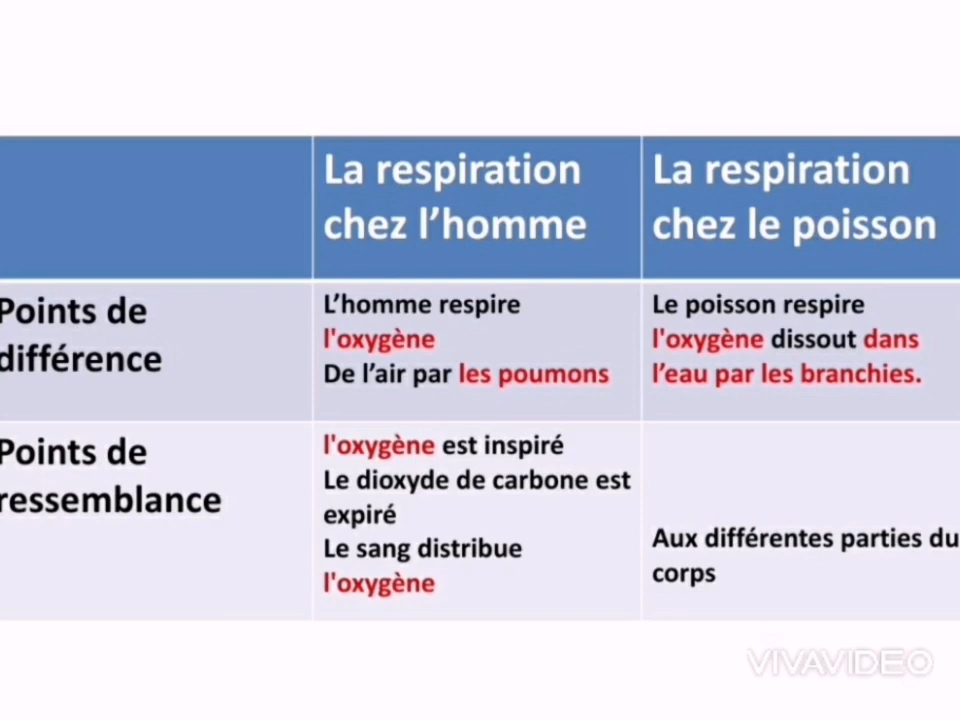 La respiration
chez l'homme
La respiration
chez le poisson
Points de
différence
L'homme respire
l'oxygène
De l'air par les poumons
Le poisson respire
l'oxygène dissout dans
l'eau par les branchies.
Points de
ressemblance
l'oxygène est inspiré
Le dioxyde de carbone est
expiré
Le sang distribue
l'oxygène
Aux différentes parties du
corps
VIVAVIDEO